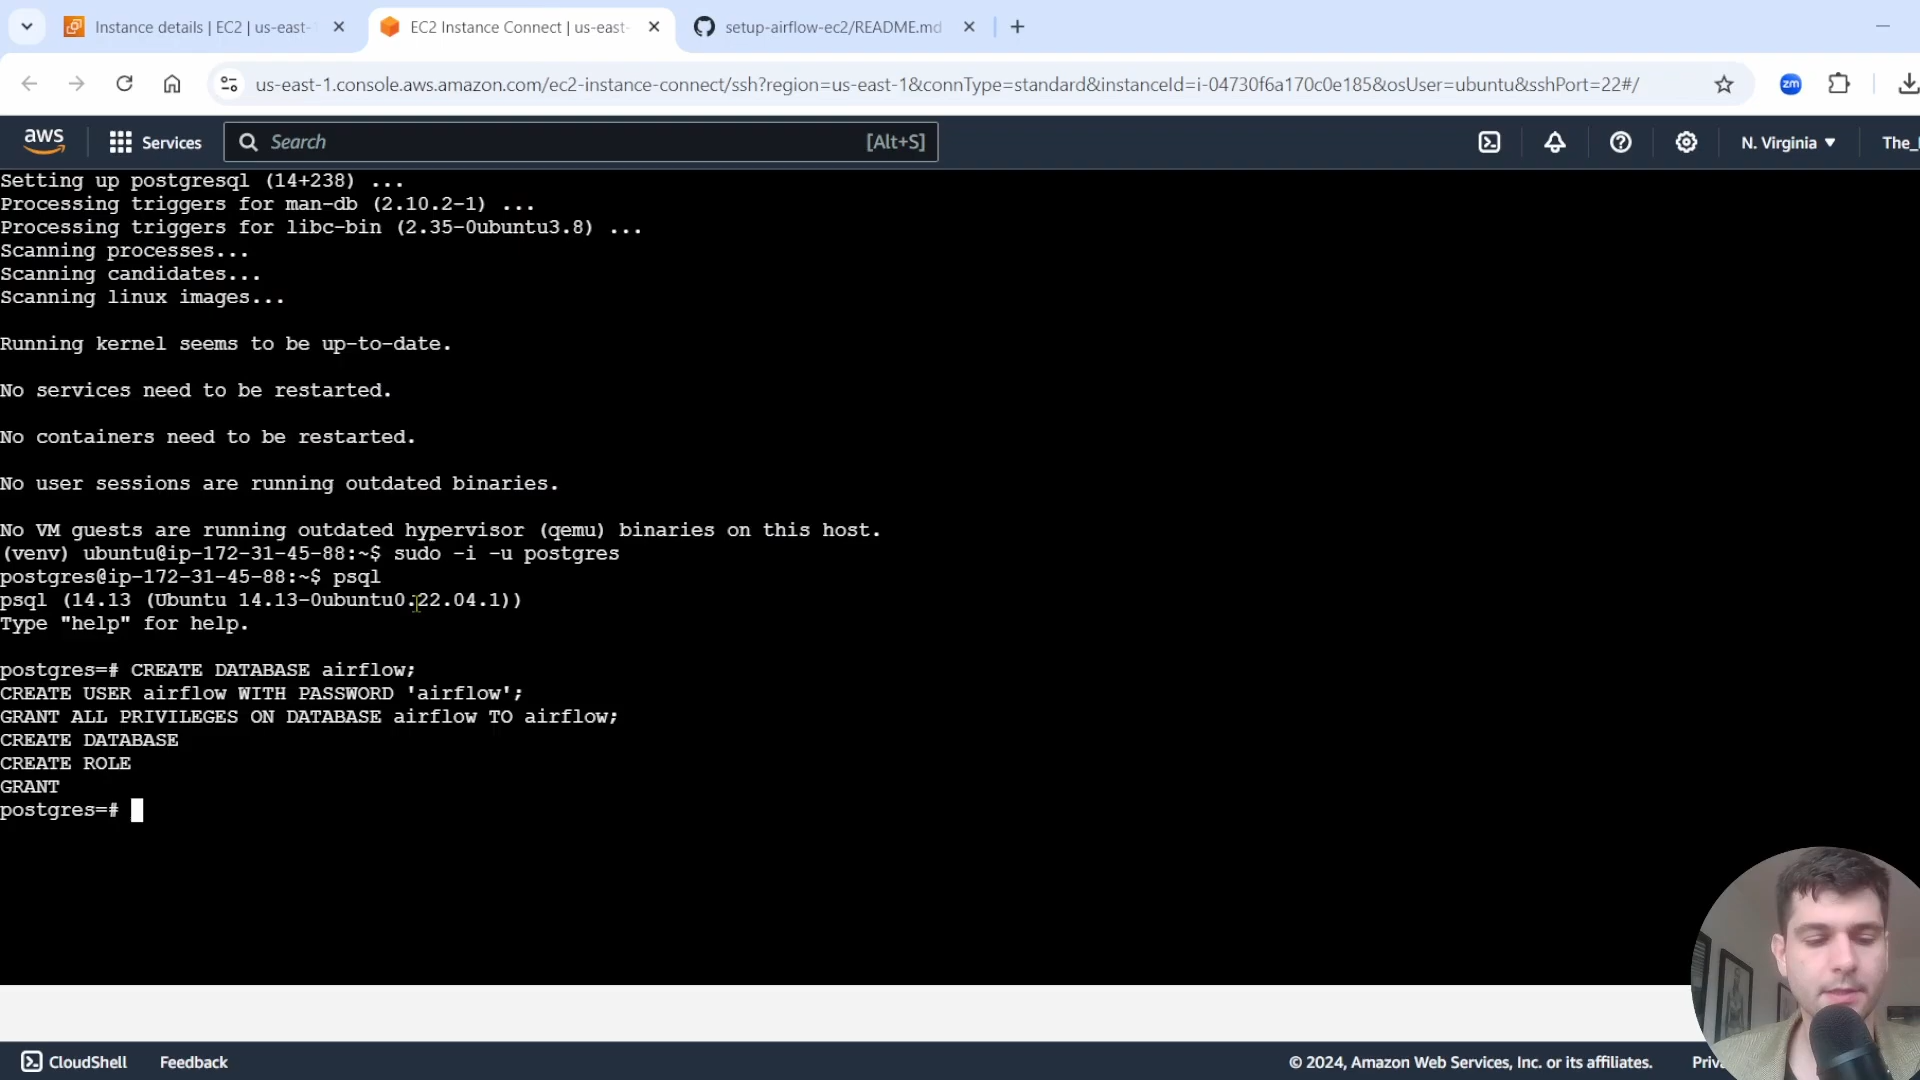 Instance details | EC2 | us-east-
EC2 Instance Connect | us-east-
setup-airflow-ec2/README.md
us-east-1.console.aws.amazon.com/ec2-instance-connect/ssh?region=us-east-1&connType=standard&instanceId=i-04730f6a170c0e185&osUser=ubuntu&sshPort=22#/
zm
aws
Services
Search
[Alt+S]
N. Virginia
The_
Setting up postgresql (14+238) ...
Processing triggers for man-db (2.10.2-1) ...
Processing triggers for libc-bin (2.35-0ubuntu3.8) ...
Scanning processes...
Scanning candidates...
Scanning linux images...
Running kernel seems to be up-to-date.
No services need to be restarted.
No containers need to be restarted.
No user sessions are running outdated binaries.
No VM guests are running outdated hypervisor (qemu) binaries on this host.
(venv) ubuntu@ip-172-31-45-88:~$ sudo -i -u postgres
postgres@ip-172-31-45-88:~$ psql
psql (14.13 (Ubuntu 14.13-0ubuntu0.22.04.1))
Type "help" for help.
postgres=# CREATE DATABASE airflow;
CREATE USER airflow WITH PASSWORD 'airflow';
GRANT ALL PRIVILEGES ON DATABASE airflow TO airflow;
CREATE DATABASE
CREATE ROLE
GRANT
postgres=#
CloudShell
Feedback
© 2024, Amazon Web Services, Inc. or its affiliates.